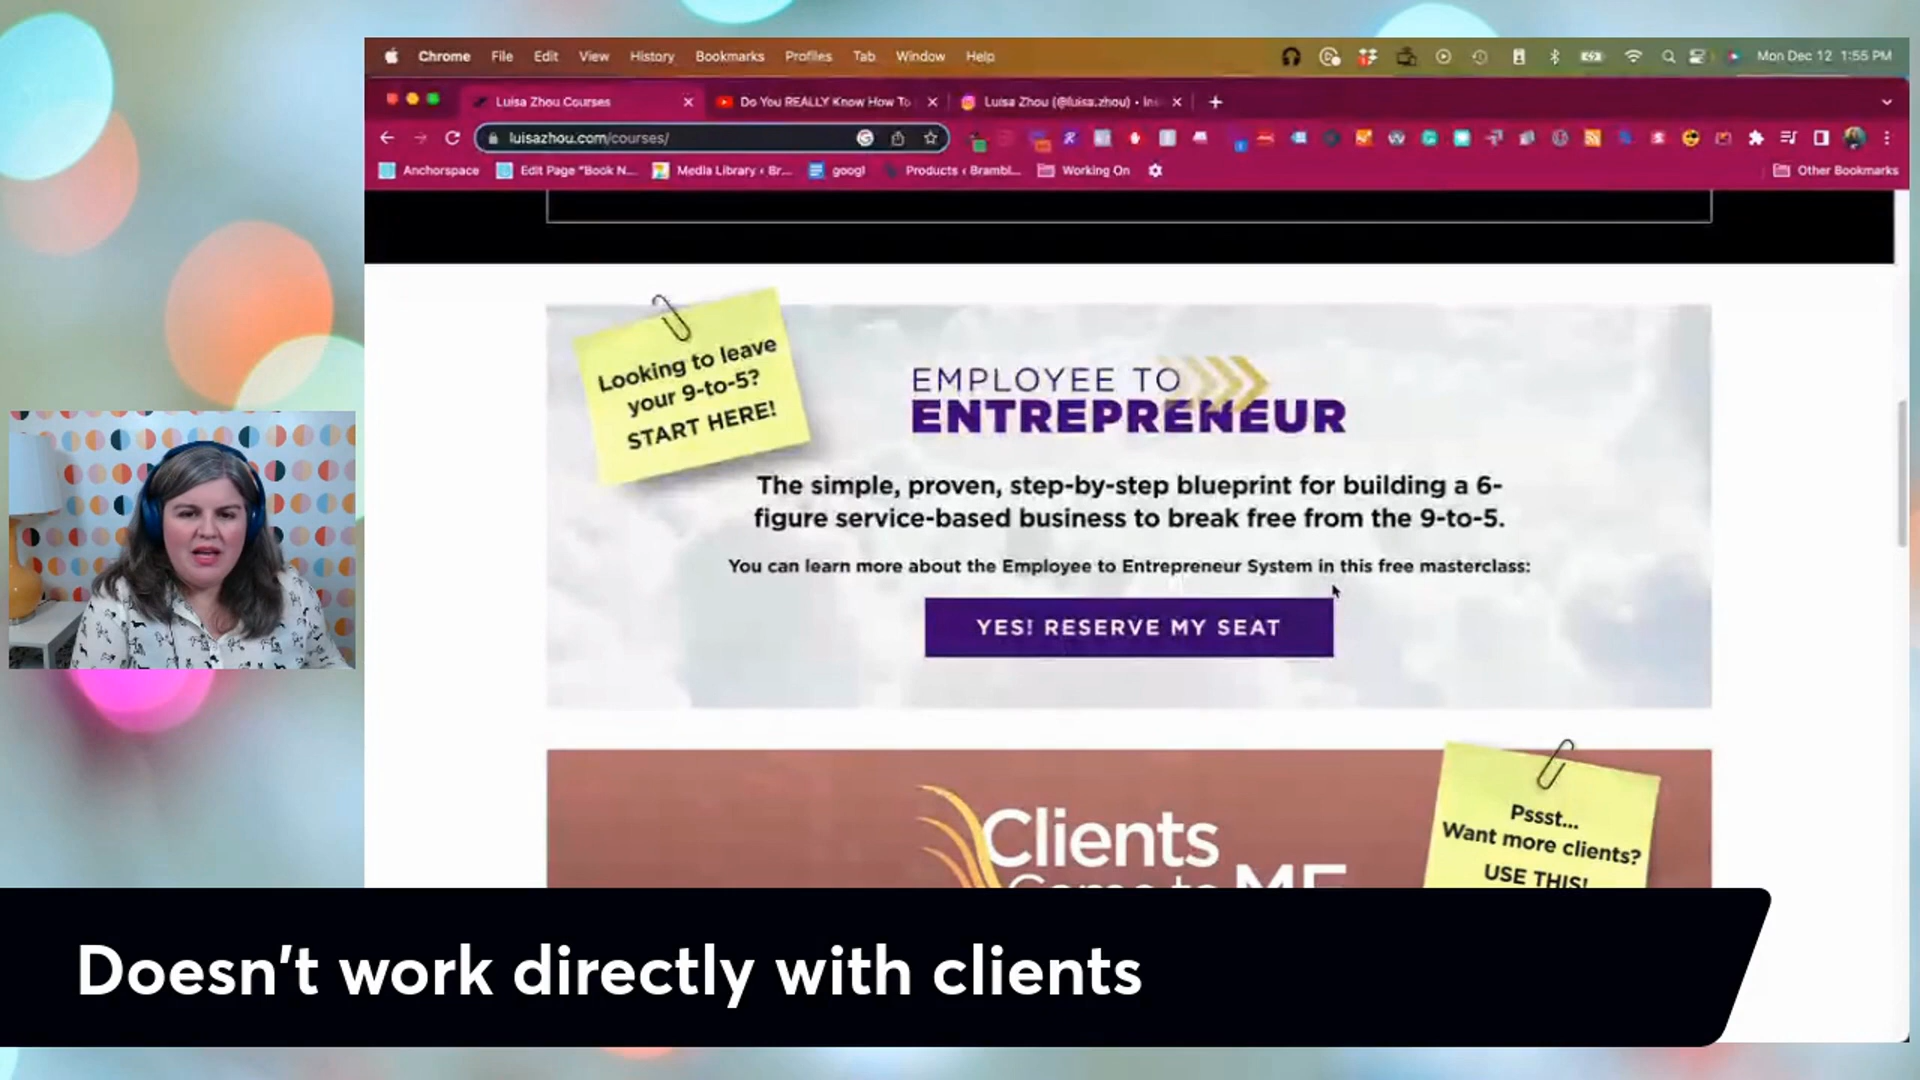 Chrome File Edit View History Bookmarks Profiles Tab Window Help
Mon Dec 12 1:55 PM
Luisa Zhou Courses
Do You REALLY Know How To
Luisa Zhou (@luisa.zhou) • Ins
luisazhou.com/courses/
Anchorspace
Edit Page "Book N...
Media Library ‹ Br...
googl
Products ‹ Brambl...
Working On
Other Bookmarks
Looking to leave
your 9-to-5?
START HERE!
EMPLOYEE TO
ENTREPRENEUR
The simple, proven, step-by-step blueprint for building a 6-
figure service-based business to break free from the 9-to-5.
You can learn more about the Employee to Entrepreneur System in this free masterclass:
YES! RESERVE MY SEAT
Clients
Come to ME
Pssst...
Want more clients?
USE THIS!
Doesn't work directly with clients